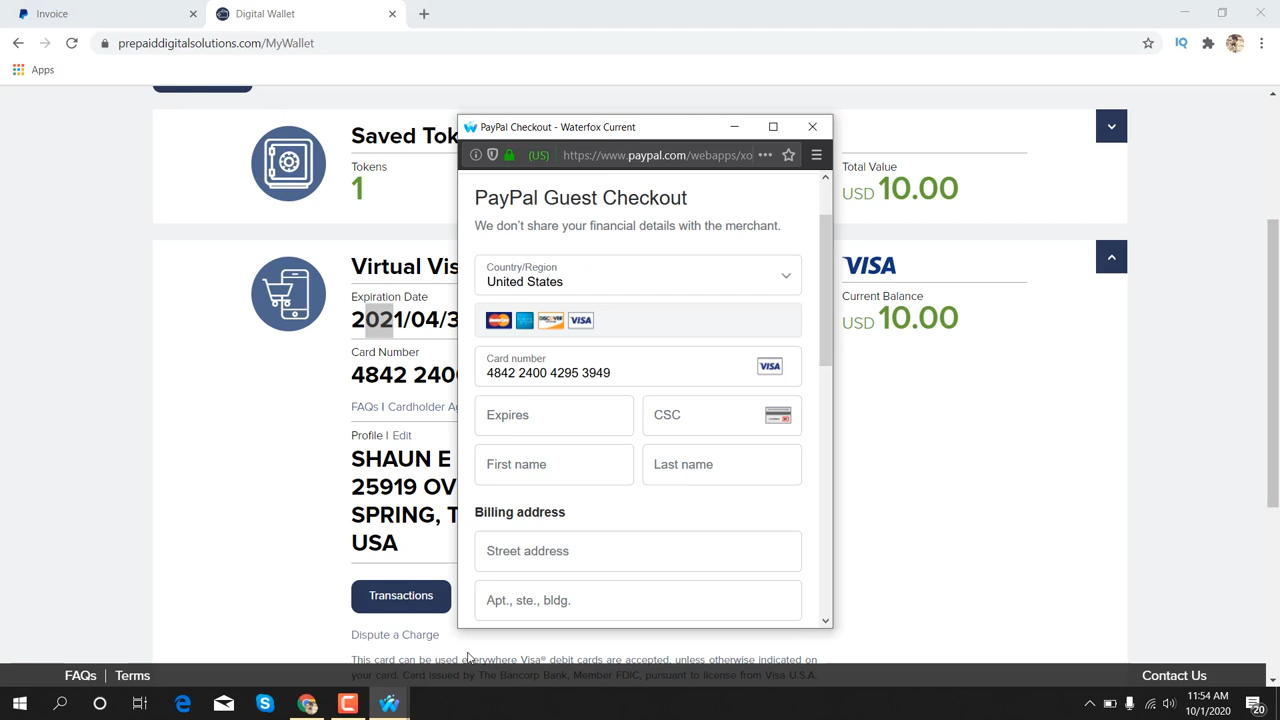 Invoice
Digital Wallet
prepaiddigitalsolutions.com/MyWallet
Apps
Saved Tok
Tokens
1
Total Value
USD 10.00
Virtual Vis
VISA
Expiration Date
2021/04/3
Current Balance
USD 10.00
Card Number
4842 240
FAQs | Cardholder Ag
Profile | Edit
SHAUN E
25919 OV
SPRING, T
USA
Transactions
Dispute a Charge
This card can be used everywhere Visa® debit cards are accepted, unless otherwise indicated on
your card. Card issued by The Bancorp Bank, Member FDIC, pursuant to license from Visa U.S.A.
PayPal Checkout - Waterfox Current
(US) https://www.paypal.com/webapps/xo
PayPal Guest Checkout
We don't share your financial details with the merchant.
Country/Region
United States
DISCOVER VISA
Card number
4842 2400 4295 3949
VISA
Expires
CSC
First name
Last name
Billing address
Street address
Apt., ste., bldg.
FAQs
Terms
Contact Us
11:54 AM
10/1/2020
20